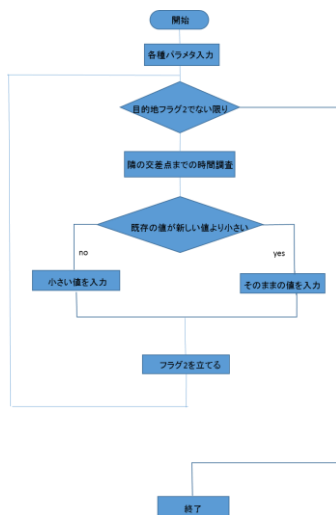 開始
各種パラメタ入力
目的地フラグ2でない限り
隣の交差点までの時間調査
既存の値が新しい値より小さい
no
yes
小さい値を入力
そのままの値を入力
フラグ2を立てる
終了